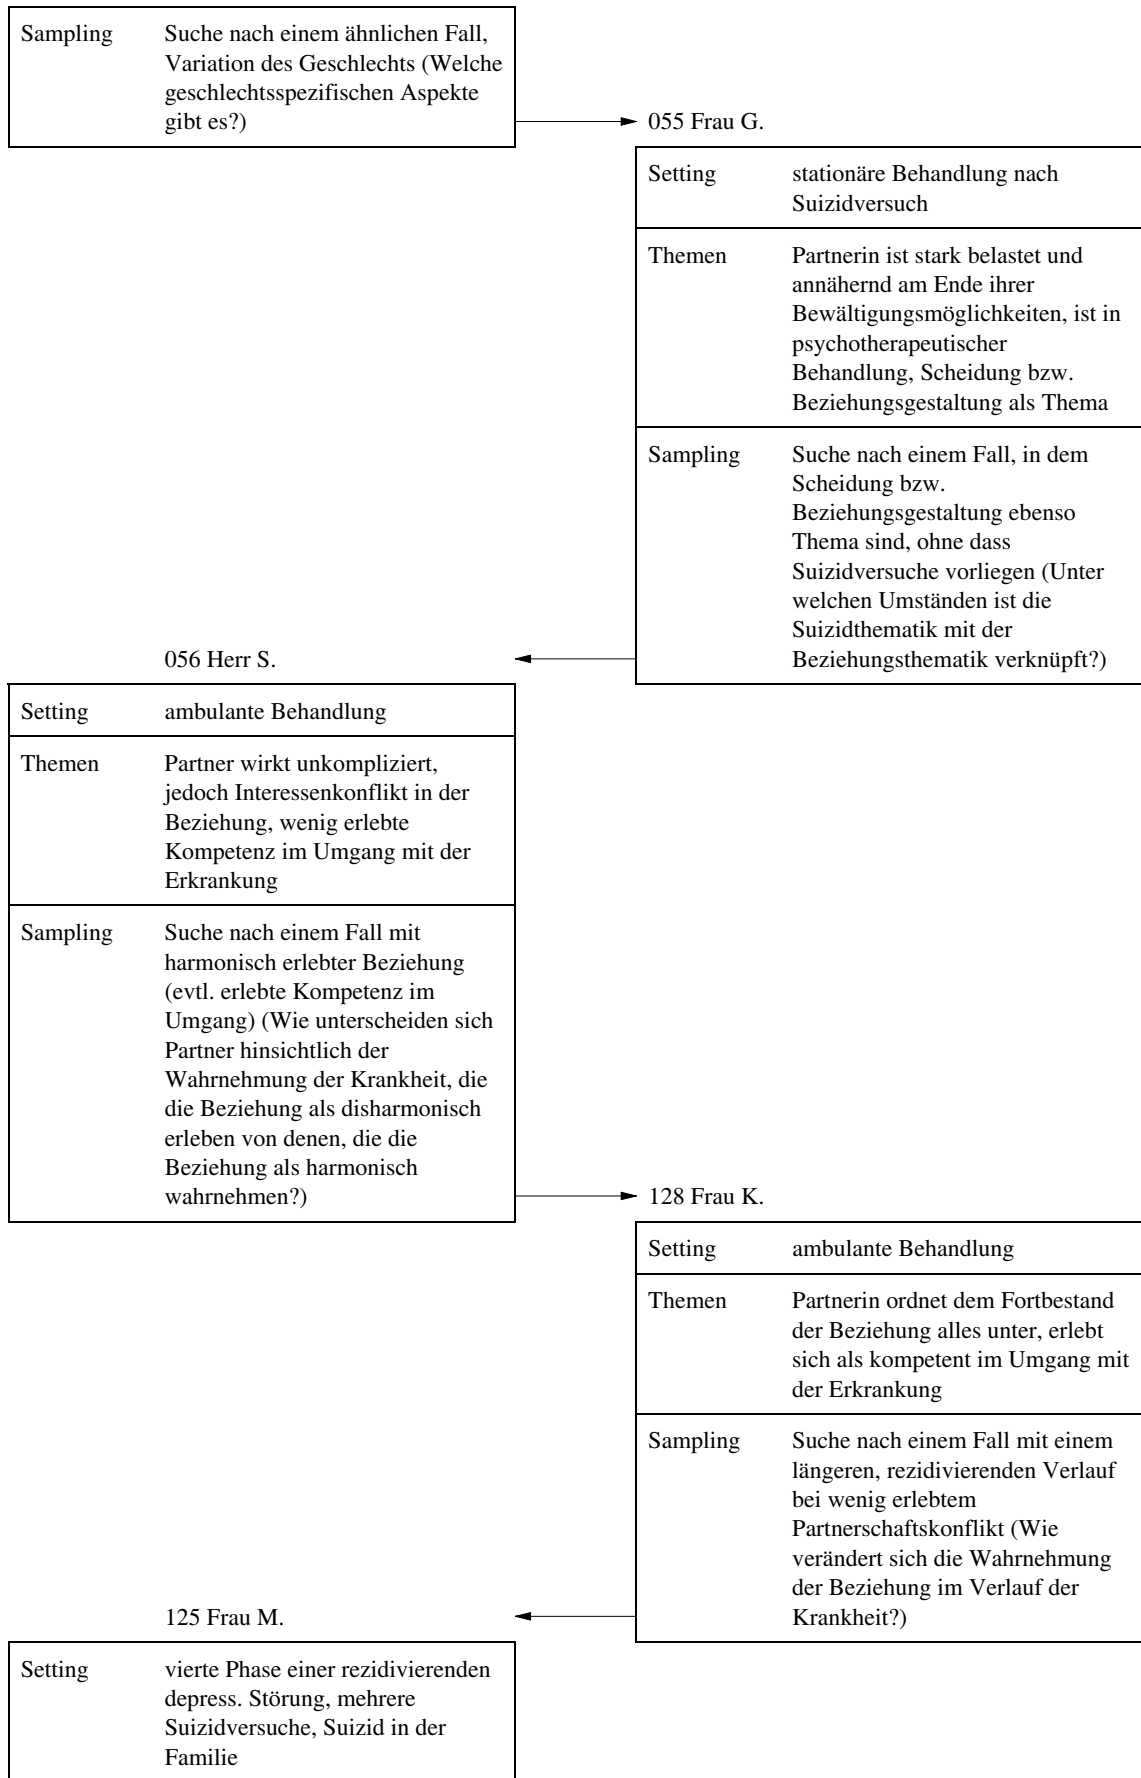 Sampling
Suche nach einem ähnlichen Fall,
Variation des Geschlechts (Welche
geschlechtsspezifischen Aspekte
gibt es?)
055 Frau G.
Setting
stationäre Behandlung nach
Suizidversuch
Themen
Partnerin ist stark belastet und
annähernd am Ende ihrer
Bewältigungsmöglichkeiten, ist in
psychotherapeutischer
Behandlung, Scheidung bzw.
Beziehungsgestaltung als Thema
Sampling
Suche nach einem Fall, in dem
Scheidung bzw.
Beziehungsgestaltung ebenso
Thema sind, ohne dass
Suizidversuche vorliegen (Unter
welchen Umständen ist die
Suizidthematik mit der
Beziehungsthematik verknüpft?)
056 Herr S.
Setting
ambulante Behandlung
Themen
Partner wirkt unkompliziert,
jedoch Interessenkonflikt in der
Beziehung, wenig erlebte
Kompetenz im Umgang mit der
Erkrankung
Sampling
Suche nach einem Fall mit
harmonisch erlebter Beziehung
(evtl. erlebte Kompetenz im
Umgang) (Wie unterscheiden sich
Partner hinsichtlich der
Wahrnehmung der Krankheit, die
die Beziehung als disharmonisch
erleben von denen, die die
Beziehung als harmonisch
wahrnehmen?)
128 Frau K.
Setting
ambulante Behandlung
Themen
Partnerin ordnet dem Fortbestand
der Beziehung alles unter, erlebt
sich als kompetent im Umgang mit
der Erkrankung
Sampling
Suche nach einem Fall mit einem
längeren, rezidivierenden Verlauf
bei wenig erlebtem
Partnerschaftskonflikt (Wie
verändert sich die Wahrnehmung
der Beziehung im Verlauf der
Krankheit?)
125 Frau M.
Setting
vierte Phase einer rezidivierenden
depress. Störung, mehrere
Suizidversuche, Suizid in der
Familie